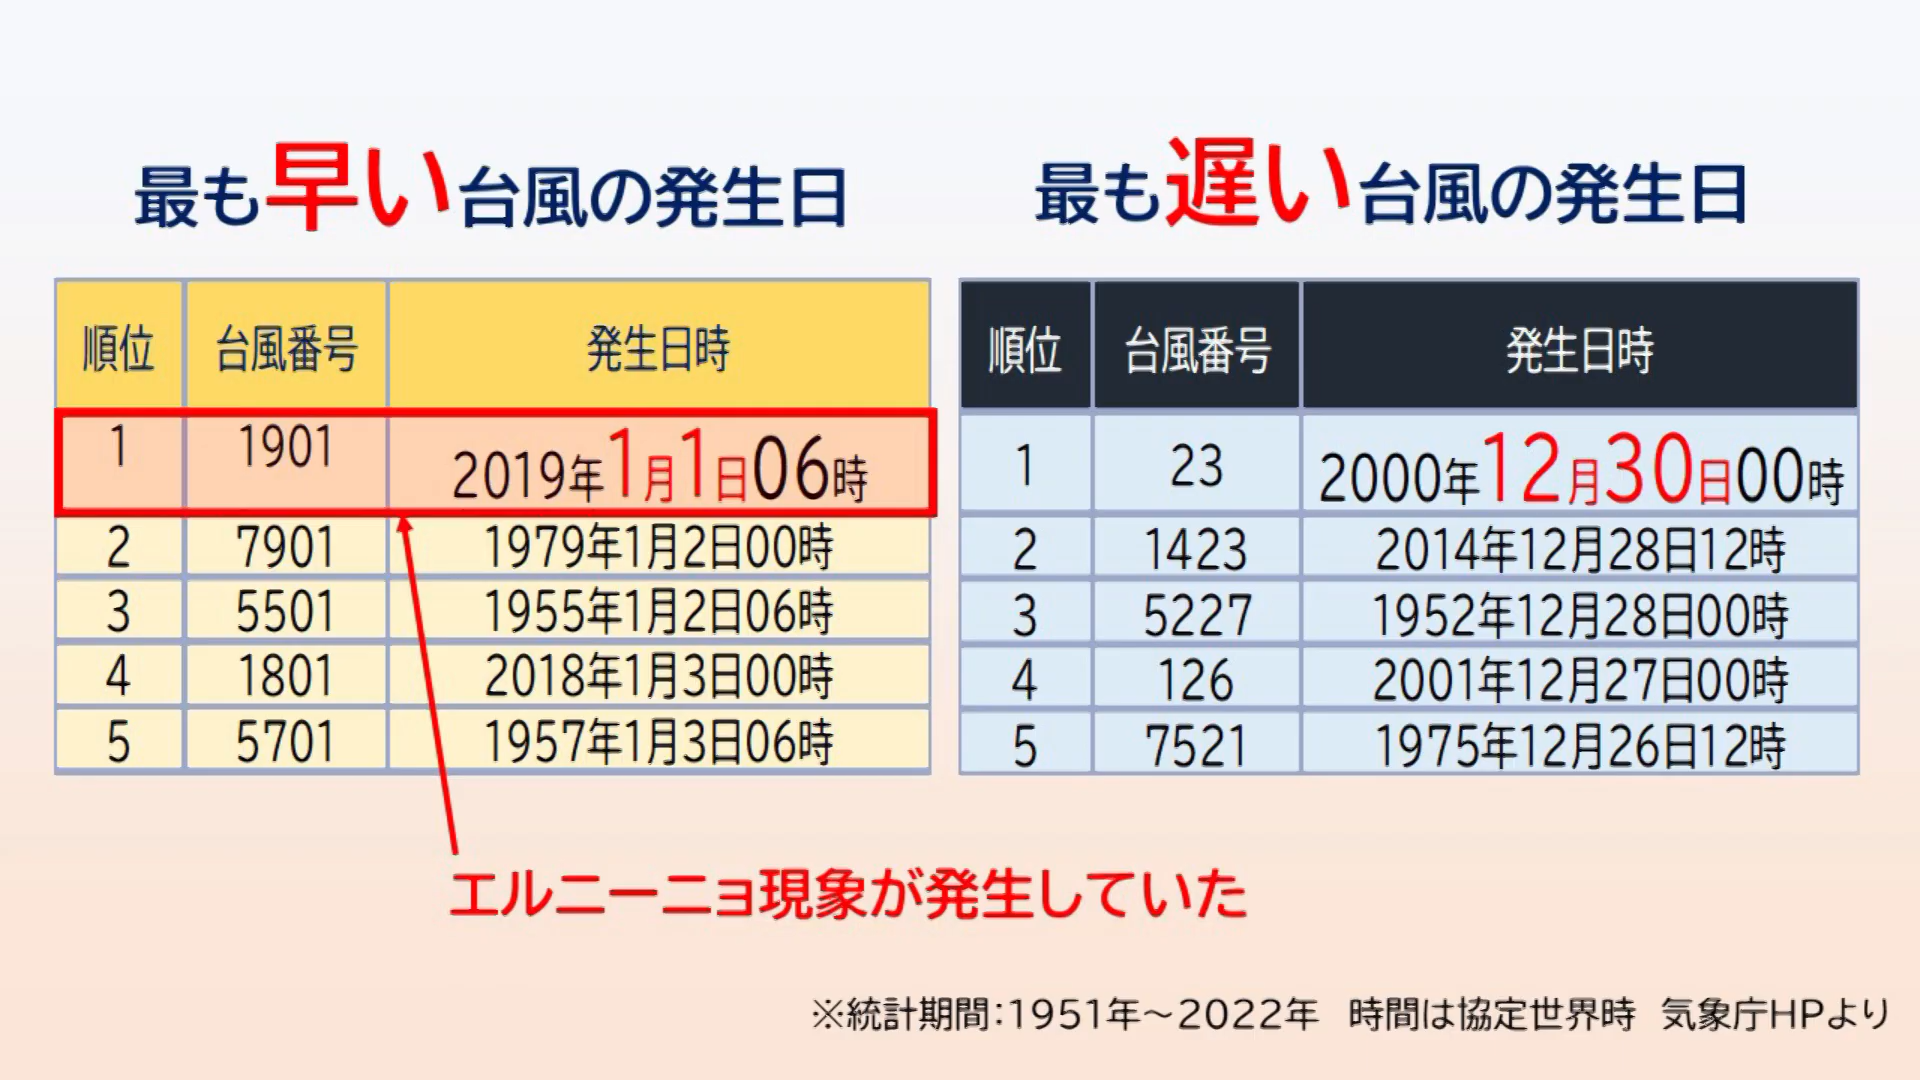 最も早い台風の発生日
順位 台風番号 発生日時
1 1901 2019年1月1日06時
2 7901 1979年1月2日00時
3 5501 1955年1月2日06時
4 1801 2018年1月3日00時
5 5701 1957年1月3日06時
最も遅い台風の発生日
順位 台風番号 発生日時
1 23 2000年12月30日00時
2 1423 2014年12月28日12時
3 5227 1952年12月28日00時
4 126 2001年12月27日00時
5 7521 1975年12月26日12時
エルニーニョ現象が発生していた
※統計期間：1951年～2022年　時間は協定世界時　気象庁HPより